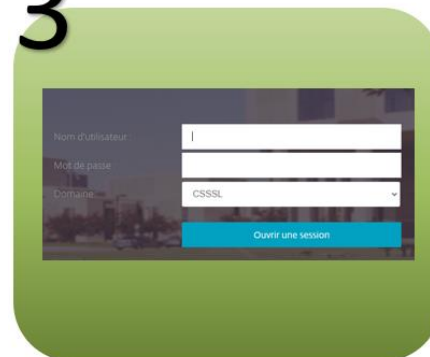 3
Nom d'utilisateur :
Mot de passe
Domaine:
CSSSL
Ouvrir une session